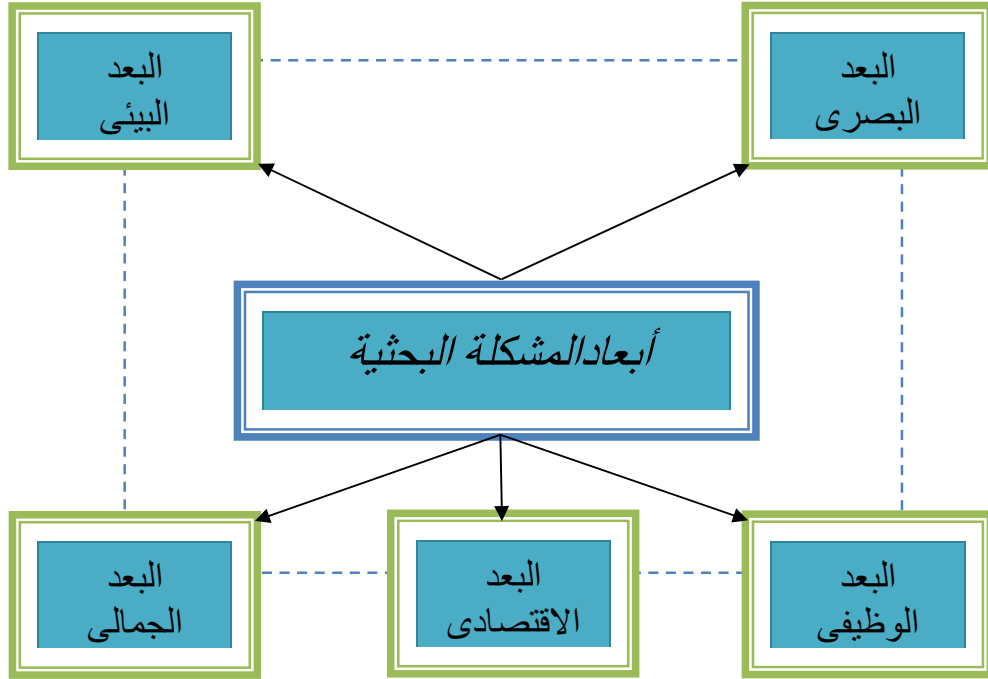 البعد
البصرى
البعد
البيئى
أبعادالمشكلة البحثية
البعد
الوظيفى
البعد
الاقتصادى
البعد
الجمالى